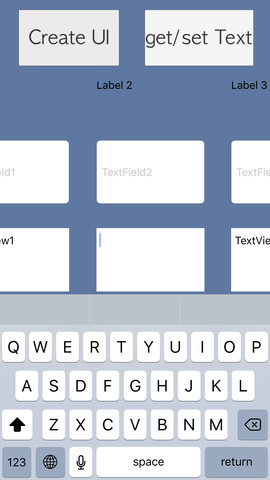 Create UI get/set Text
Label 2 Label 3
ld1 TextField2 TextFi
w1 TextVie
Q W E R T Y U I O P
A S D F G H J K L
Z X C V B N M
123 space return